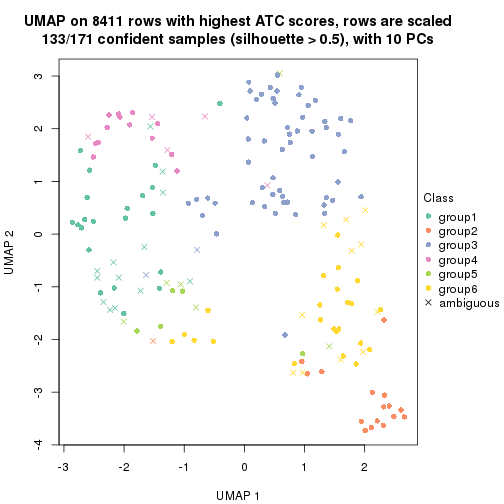 UMAP on 8411 rows with highest ATC scores, rows are scaled
133/171 confident samples (silhouette > 0.5), with 10 PCs
3
2
1
0
-1
-2
-3
-4
UMAP 2
-3
-2
-1
0
1
2
UMAP 1
Class
group1
group2
group3
group4
group5
group6
ambiguous